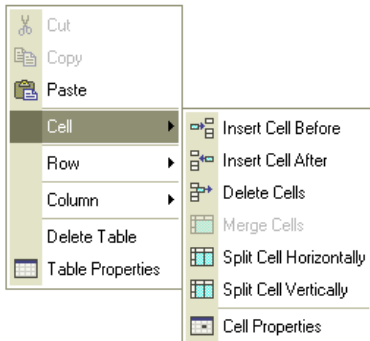 Cut
Copy
Paste
Cell
Row
Column
Delete Table
Table Properties
Insert Cell Before
Insert Cell After
Delete Cells
Merge Cells
Split Cell Horizontally
Split Cell Vertically
Cell Properties